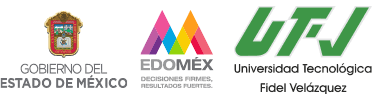 GOBIERNO DEL
ESTADO DE MÉXICO
EDOMÉX
DECISIONES FIRMES,
RESULTADOS FUERTES.
UTFV
Universidad Tecnológica
Fidel Velázquez